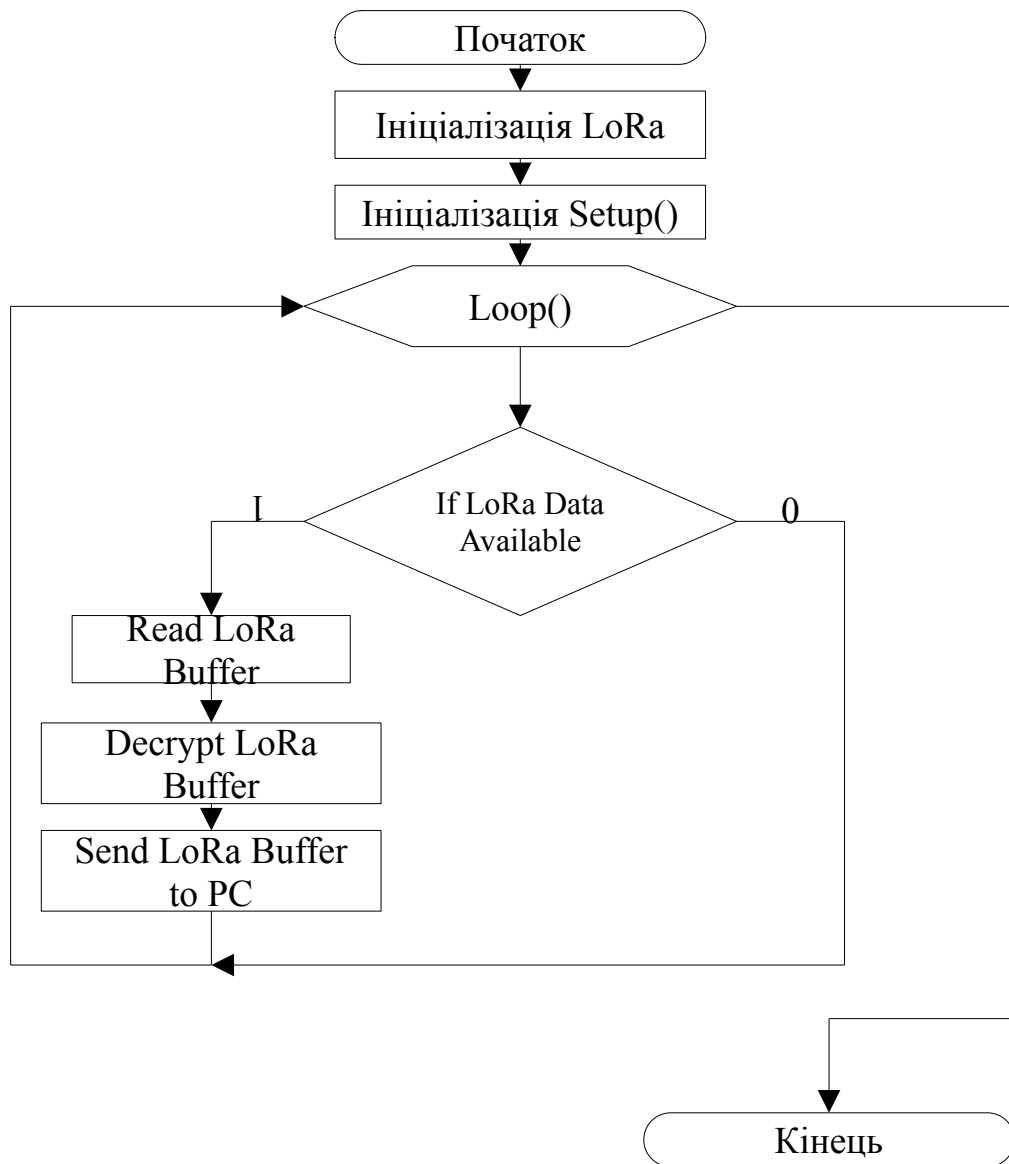 Початок
Ініціалізація LoRa
Ініціалізація Setup()
Loop()
If LoRa Data
Available
1
0
Read LoRa
Buffer
Decrypt LoRa
Buffer
Send LoRa Buffer
to PC
Кінець